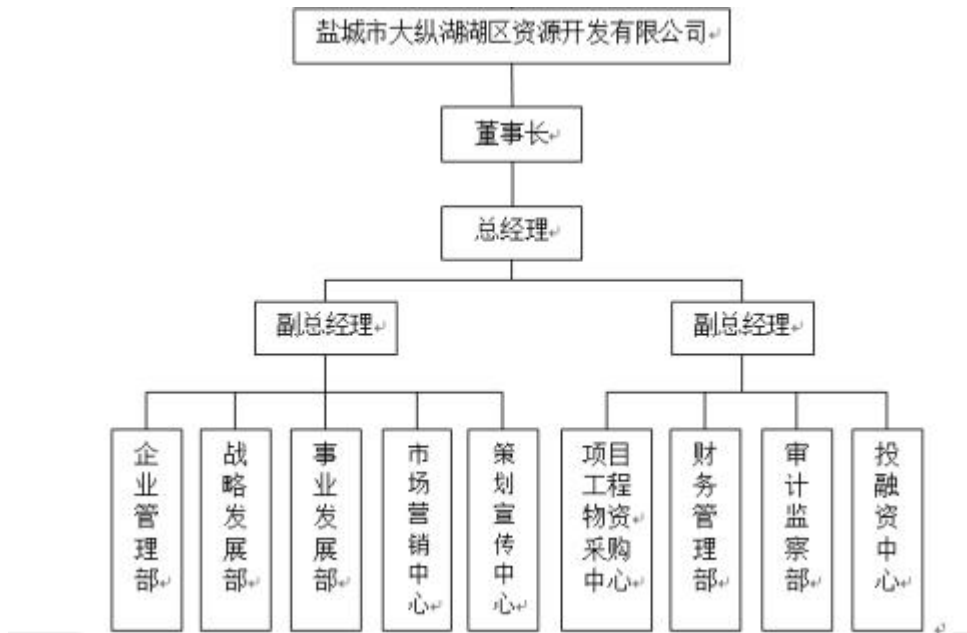 盐城市大纵湖湖区资源开发有限公司
董事长
总经理
副总经理
副总经理
企业管理部
战略发展部
事业发展部
市场营销中心
策划宣传中心
项目
工程
物资
采购
中心
财务管理部
审计监察部
投融资中心